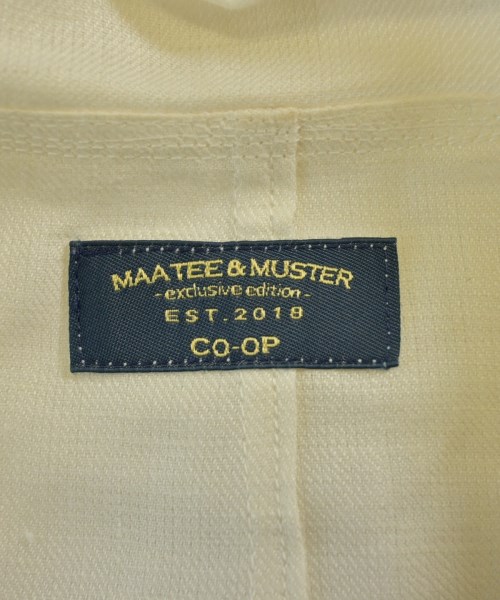 MAATEE & MUSTER
- exclusive edition -
EST. 2018
CO-OP